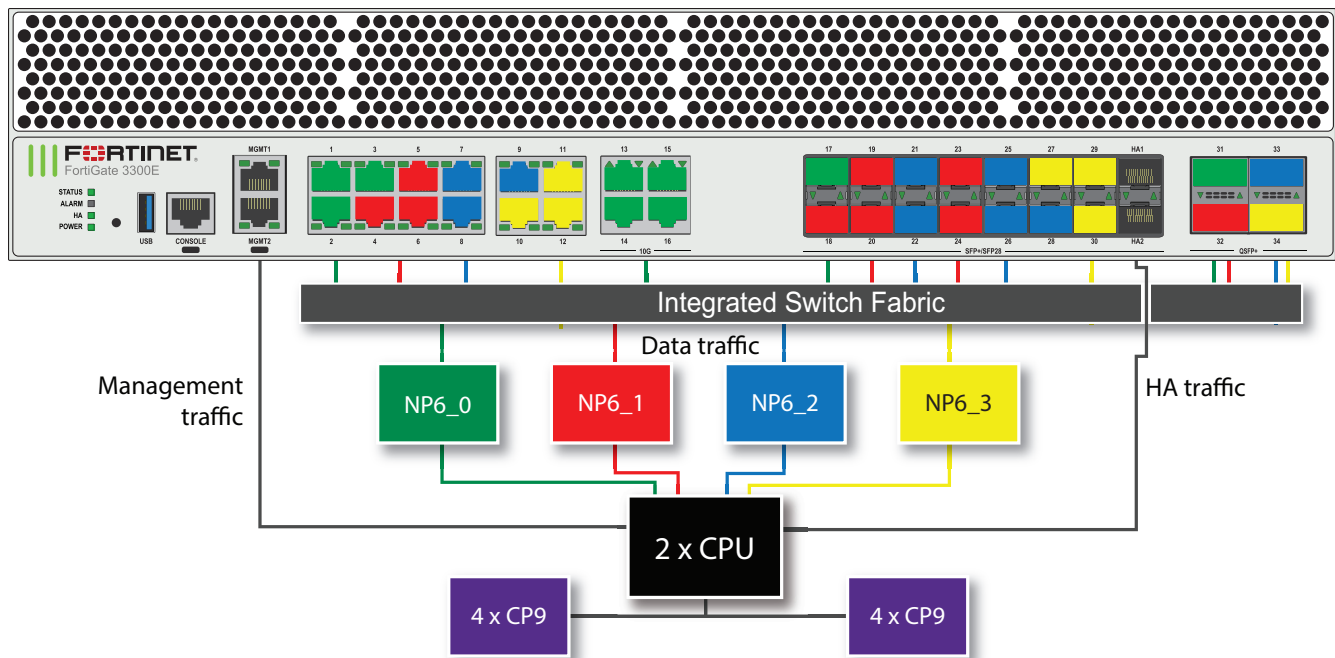 FORTINET
FortiGate 3300E
STATUS
ALARM
HA
POWER
USB
CONSOLE
MGMT1
MGMT2
1 3 5 7
2 4 6 8
9 11
10 12
13 15
14 16
10G
17 19 21 23 25 27 29 HA1
18 20 22 24 26 28 30 HA2
SFP+/SFP28
31 33
32 34
QSFP+
Integrated Switch Fabric
Data traffic
Management
traffic
HA traffic
NP6_0
NP6_1
NP6_2
NP6_3
2 x CPU
4 x CP9
4 x CP9